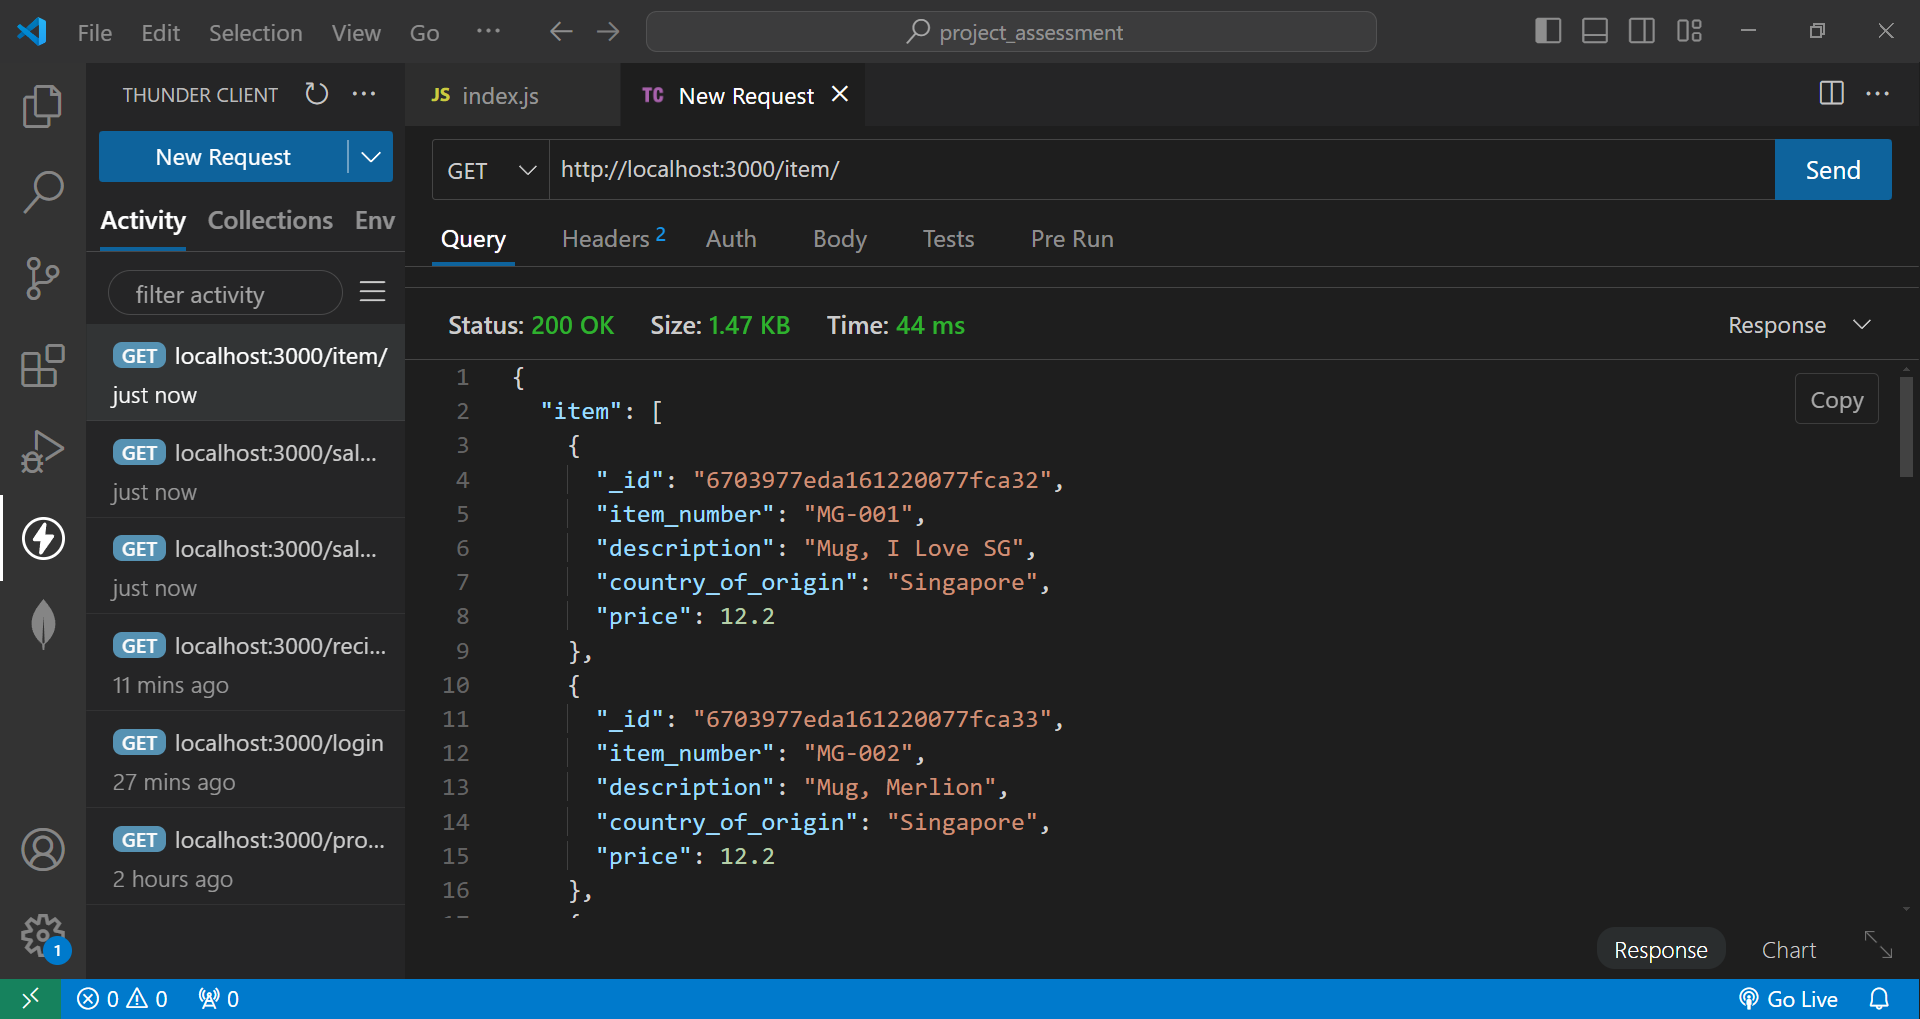 File Edit Selection View Go ... project_assessment
THUNDER CLIENT ...
New Request
Activity Collections Env
filter activity
GET localhost:3000/item/
just now
GET localhost:3000/sal...
just now
GET localhost:3000/sal...
just now
GET localhost:3000/reci...
11 mins ago
GET localhost:3000/login
27 mins ago
GET localhost:3000/pro...
2 hours ago
1
JS index.js TC New Request
GET http://localhost:3000/item/ Send
Query Headers 2 Auth Body Tests Pre Run
Status: 200 OK Size: 1.47 KB Time: 44 ms Response
Copy
1 {
2 "item": [
3 {
4 "_id": "6703977eda161220077fca32",
5 "item_number": "MG-001",
6 "description": "Mug, I Love SG",
7 "country_of_origin": "Singapore",
8 "price": 12.2
9 },
10 {
11 "_id": "6703977eda161220077fca33",
12 "item_number": "MG-002",
13 "description": "Mug, Merlion",
14 "country_of_origin": "Singapore",
15 "price": 12.2
16 },
17 {
Response Chart
0 0 0 Go Live